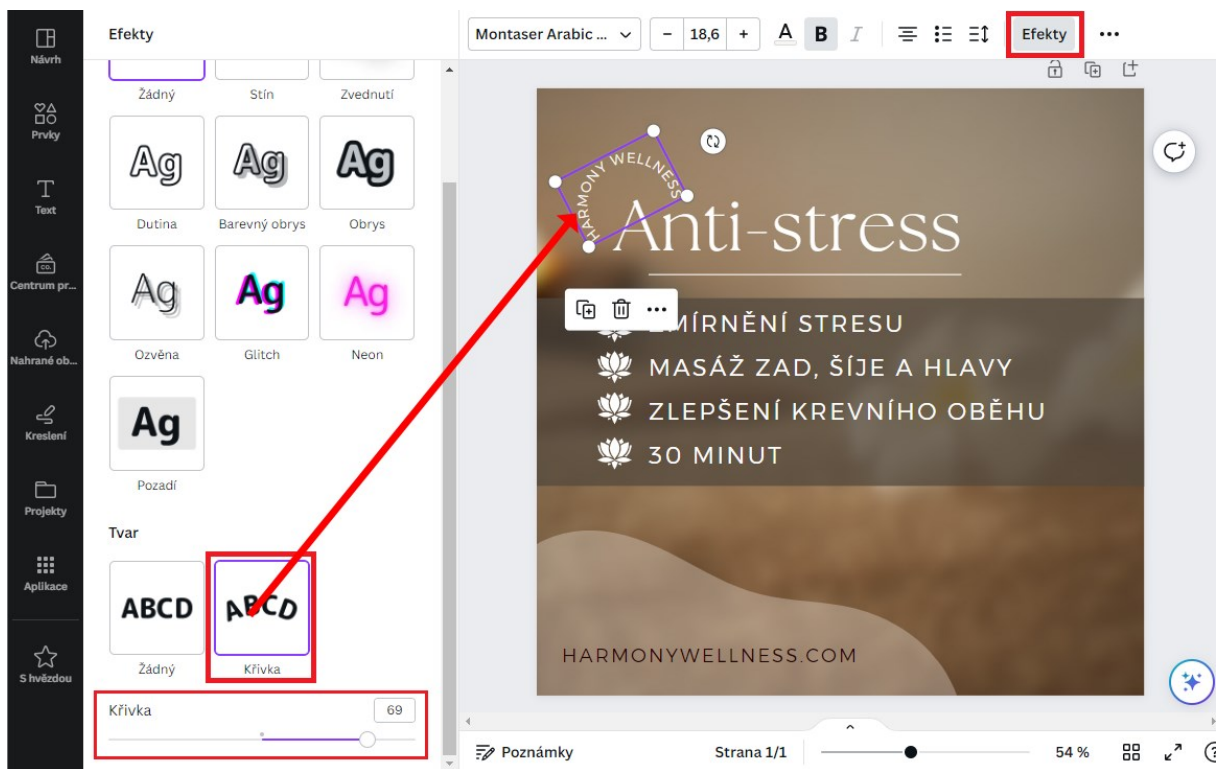 Návrh
Prvky
Text
CO.
Centrum pr...
Nahrané ob...
Kreslení
Projekty
Aplikace
S hvězdou
Efekty
Žádný
Stín
Zvednutí
Ag
Ag
Ag
Dutina
Barevný obrys
Obrys
Ag
Ag
Ag
Ozvěna
Glitch
Neon
Ag
Pozadí
Tvar
ABCD
ABCD
Žádný
Křivka
Křivka
69
Montaser Arabic ...
– 18,6 +
A
B
I
Efekty
HARMONY WELLNESS
Anti-stress
MÍRNĚNÍ STRESU
MASÁŽ ZAD, ŠÍJE A HLAVY
ZLEPŠENÍ KREVNÍHO OBĚHU
30 MINUT
HARMONYWELLNESS.COM
Poznámky
Strana 1/1
54 %